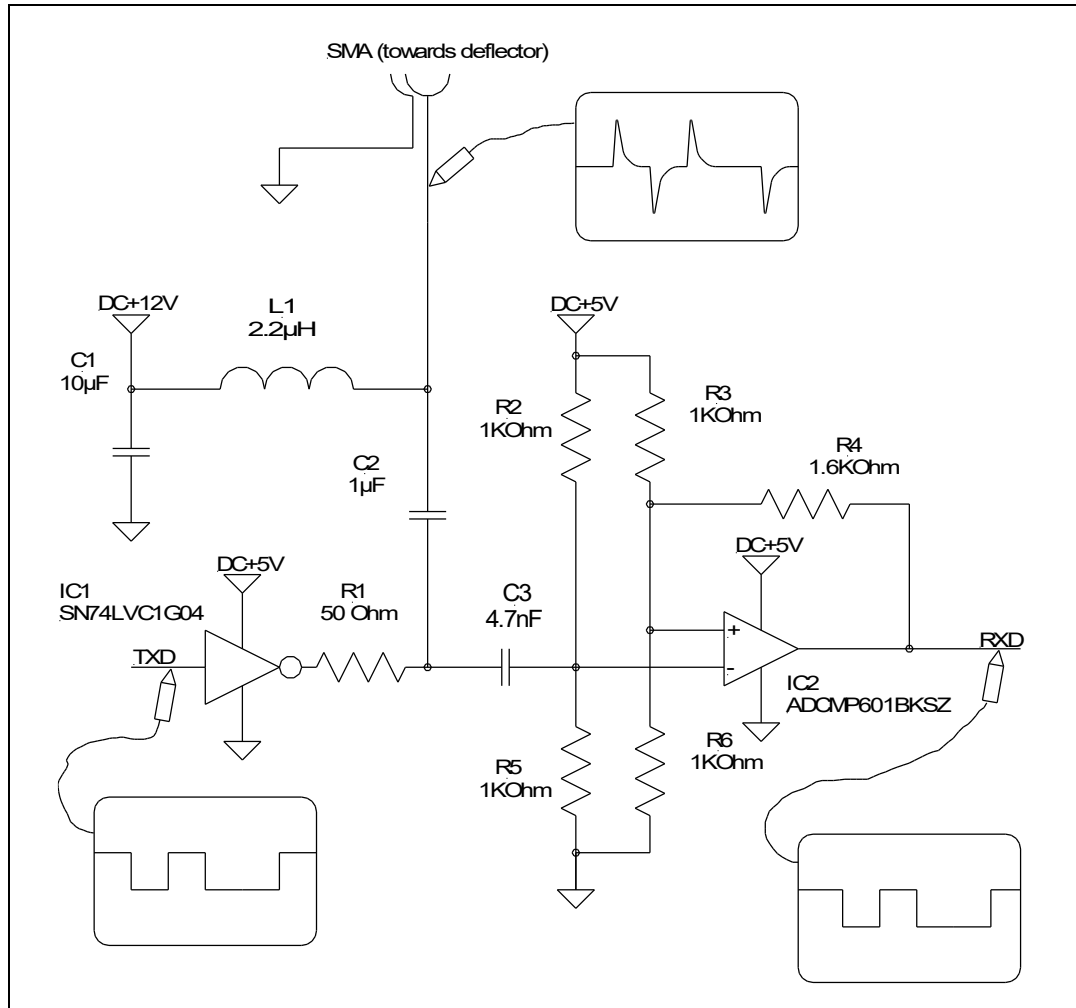 SMA (towards deflector)
DC+12V
L1
2.2µH
C1
10µF
DC+5V
R2
1KOhm
R3
1KOhm
R4
1.6KOhm
C2
1µF
DC+5V
DC+5V
IC1
SN74LVC1G04
R1
50 Ohm
C3
4.7nF
TXD
+
-
RXD
IC2
ADCMP601BKSZ
R5
1KOhm
R6
1KOhm